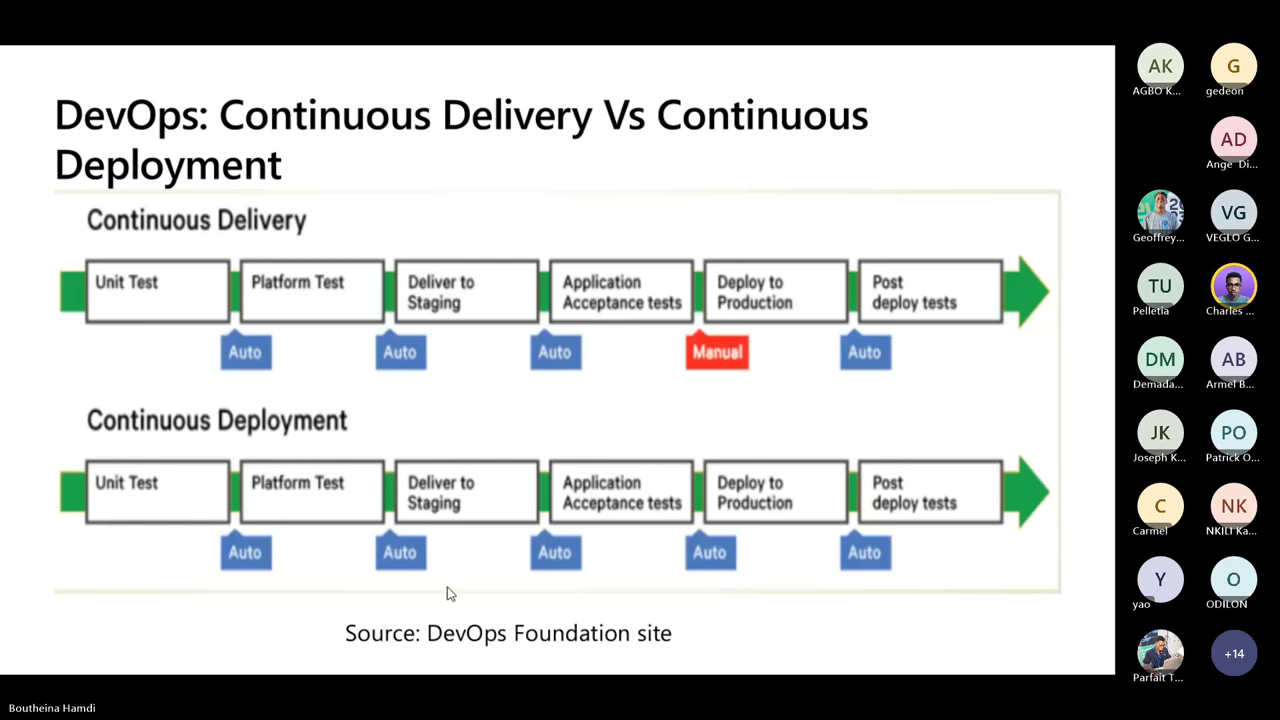 DevOps: Continuous Delivery Vs Continuous
Deployment
Continuous Delivery
Unit Test
Platform Test
Deliver to
Staging
Application
Acceptance tests
Deploy to
Production
Post
deploy tests
Auto
Auto
Auto
Manual
Auto
Continuous Deployment
Unit Test
Platform Test
Deliver to
Staging
Application
Acceptance tests
Deploy to
Production
Post
deploy tests
Auto
Auto
Auto
Auto
Auto
Source: DevOps Foundation site
AK
AGBO K...
G
gedeon
AD
Ange Di...
Geoffrey...
VG
VEGLO G...
TU
Pelletia
Charles ...
DM
Demada...
AB
Armel B...
JK
Joseph K...
PO
Patrick O...
C
Carmel
NK
NKILI Ka...
Y
yao
O
ODILON
Parfait T...
+14
Boutheina Hamdi